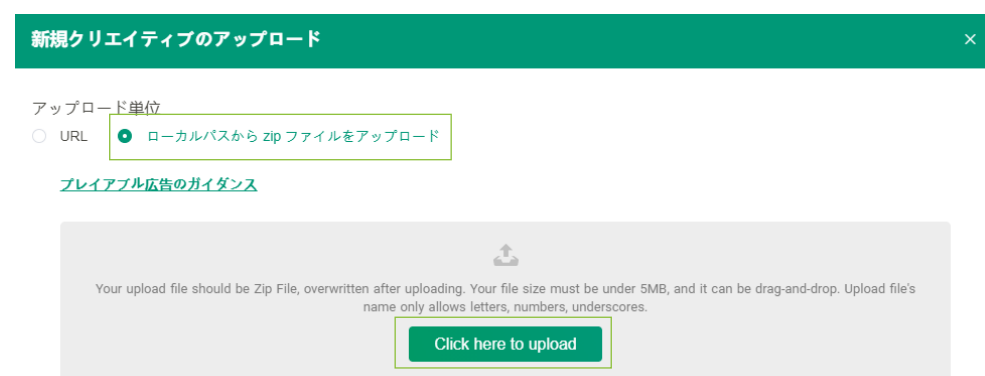 新規クリエイティブのアップロード
アップロード単位
URL ローカルパスから zip ファイルをアップロード
プレイアブル広告のガイダンス
Your upload file should be Zip File, overwritten after uploading. Your file size must be under 5MB, and it can be drag-and-drop. Upload file's
name only allows letters, numbers, underscores.
Click here to upload